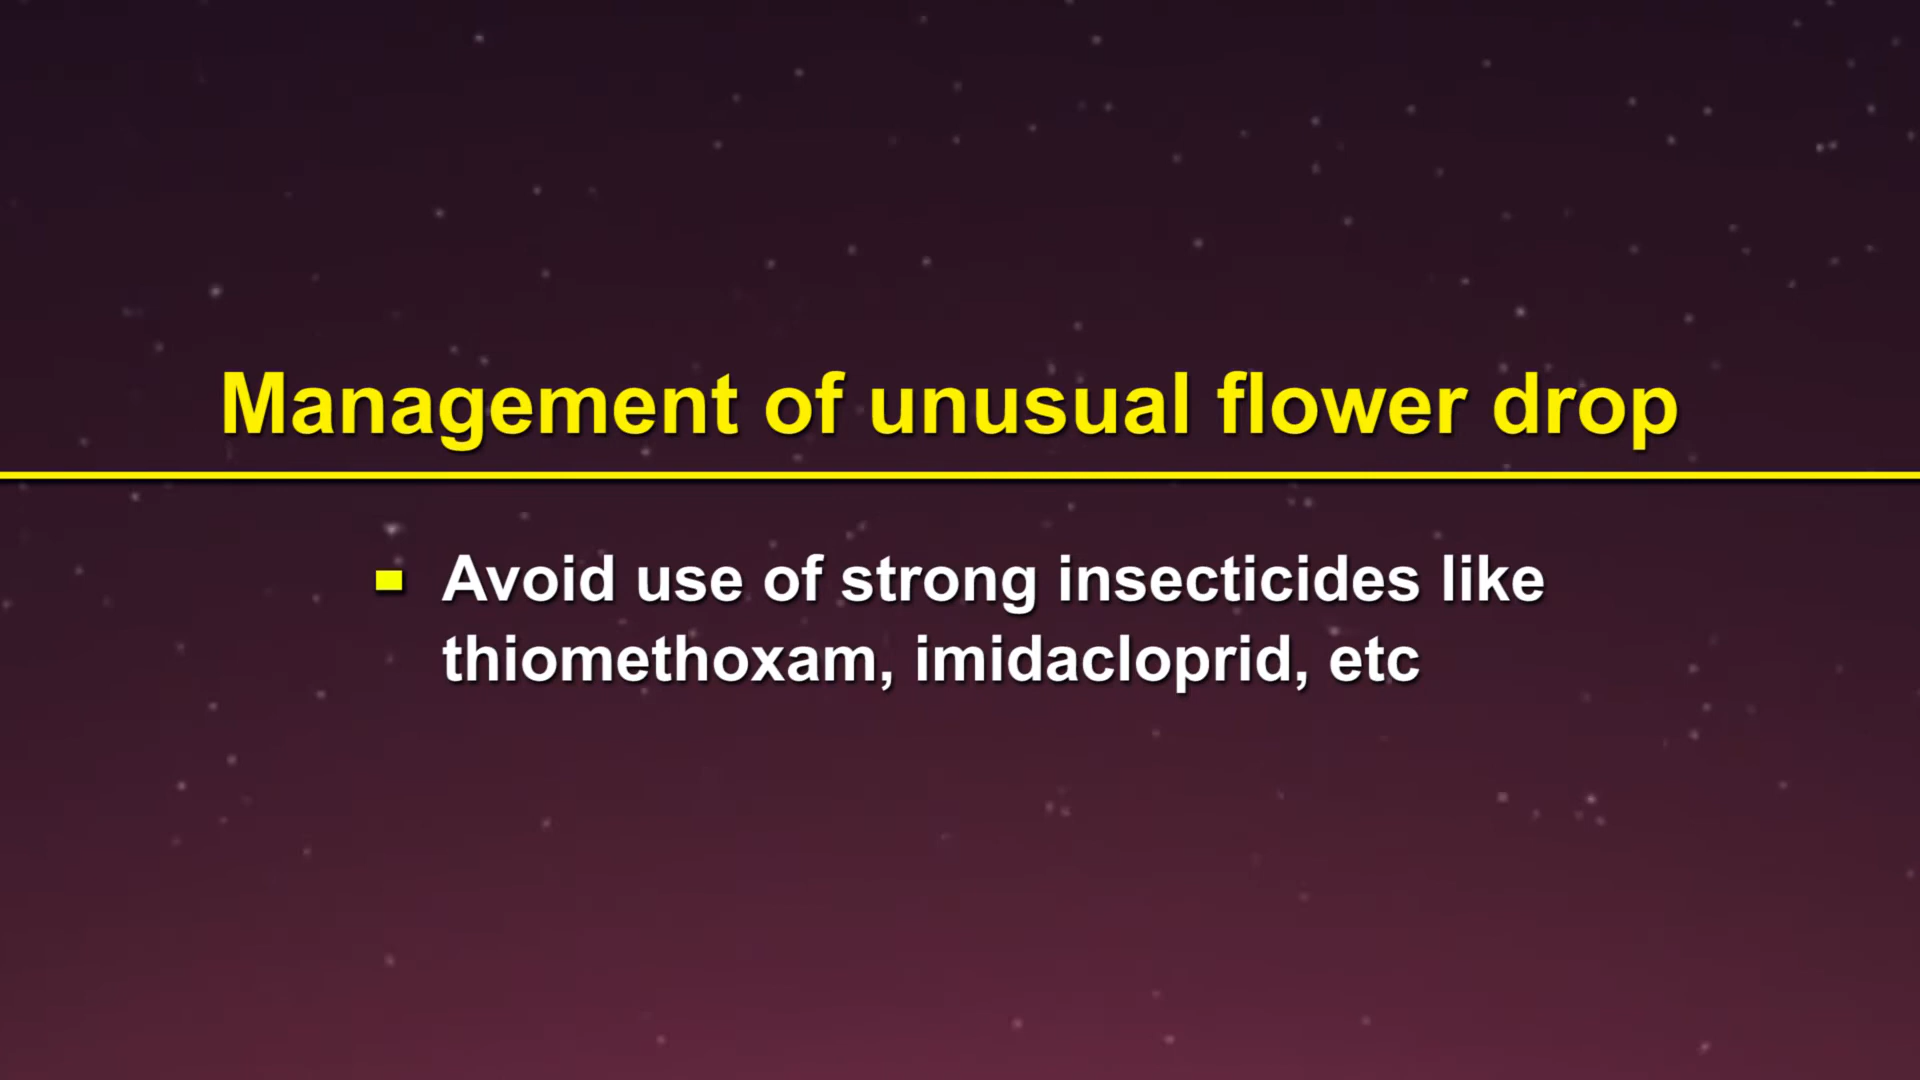 Management of unusual flower drop
Avoid use of strong insecticides like
thiomethoxam, imidacloprid, etc